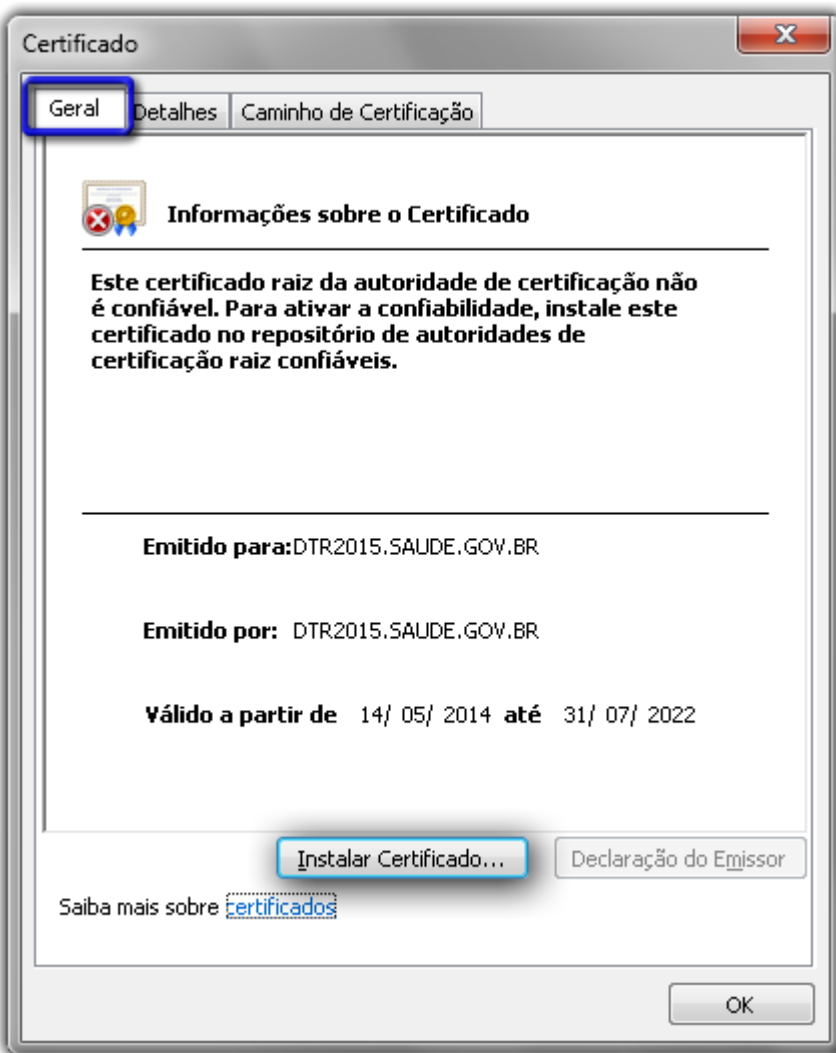 Certificado
x
Geral Detalhes Caminho de Certificação
Informações sobre o Certificado
Este certificado raiz da autoridade de certificação não
é confiável. Para ativar a confiabilidade, instale este
certificado no repositório de autoridades de
certificação raiz confiáveis.
Emitido para:DTR2015.SAUDE.GOV.BR
Emitido por: DTR2015.SAUDE.GOV.BR
Válido a partir de 14/ 05/ 2014 até 31/ 07/ 2022
Instalar Certificado... Declaração do Emissor
Saiba mais sobre certificados
OK